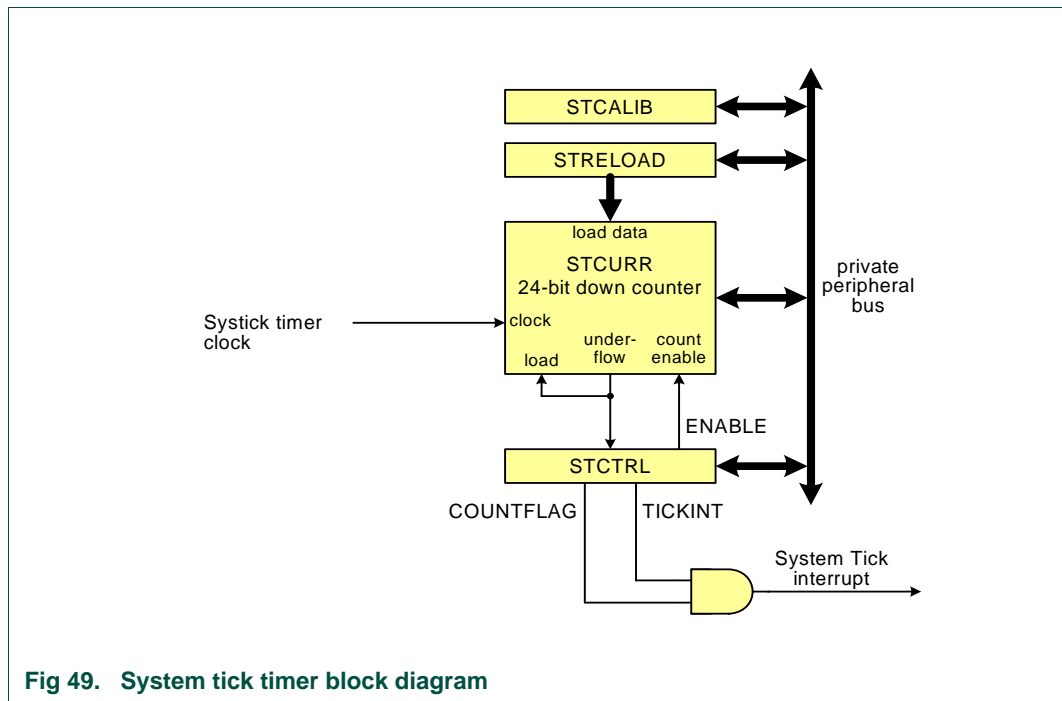 STCALIB
STRELOAD
load data
STCURR
24-bit down counter
private
peripheral
bus
Systick timer
clock
clock
under-
flow
count
enable
load
ENABLE
STCTRL
COUNTFLAG
TICKINT
System Tick
interrupt
Fig 49. System tick timer block diagram